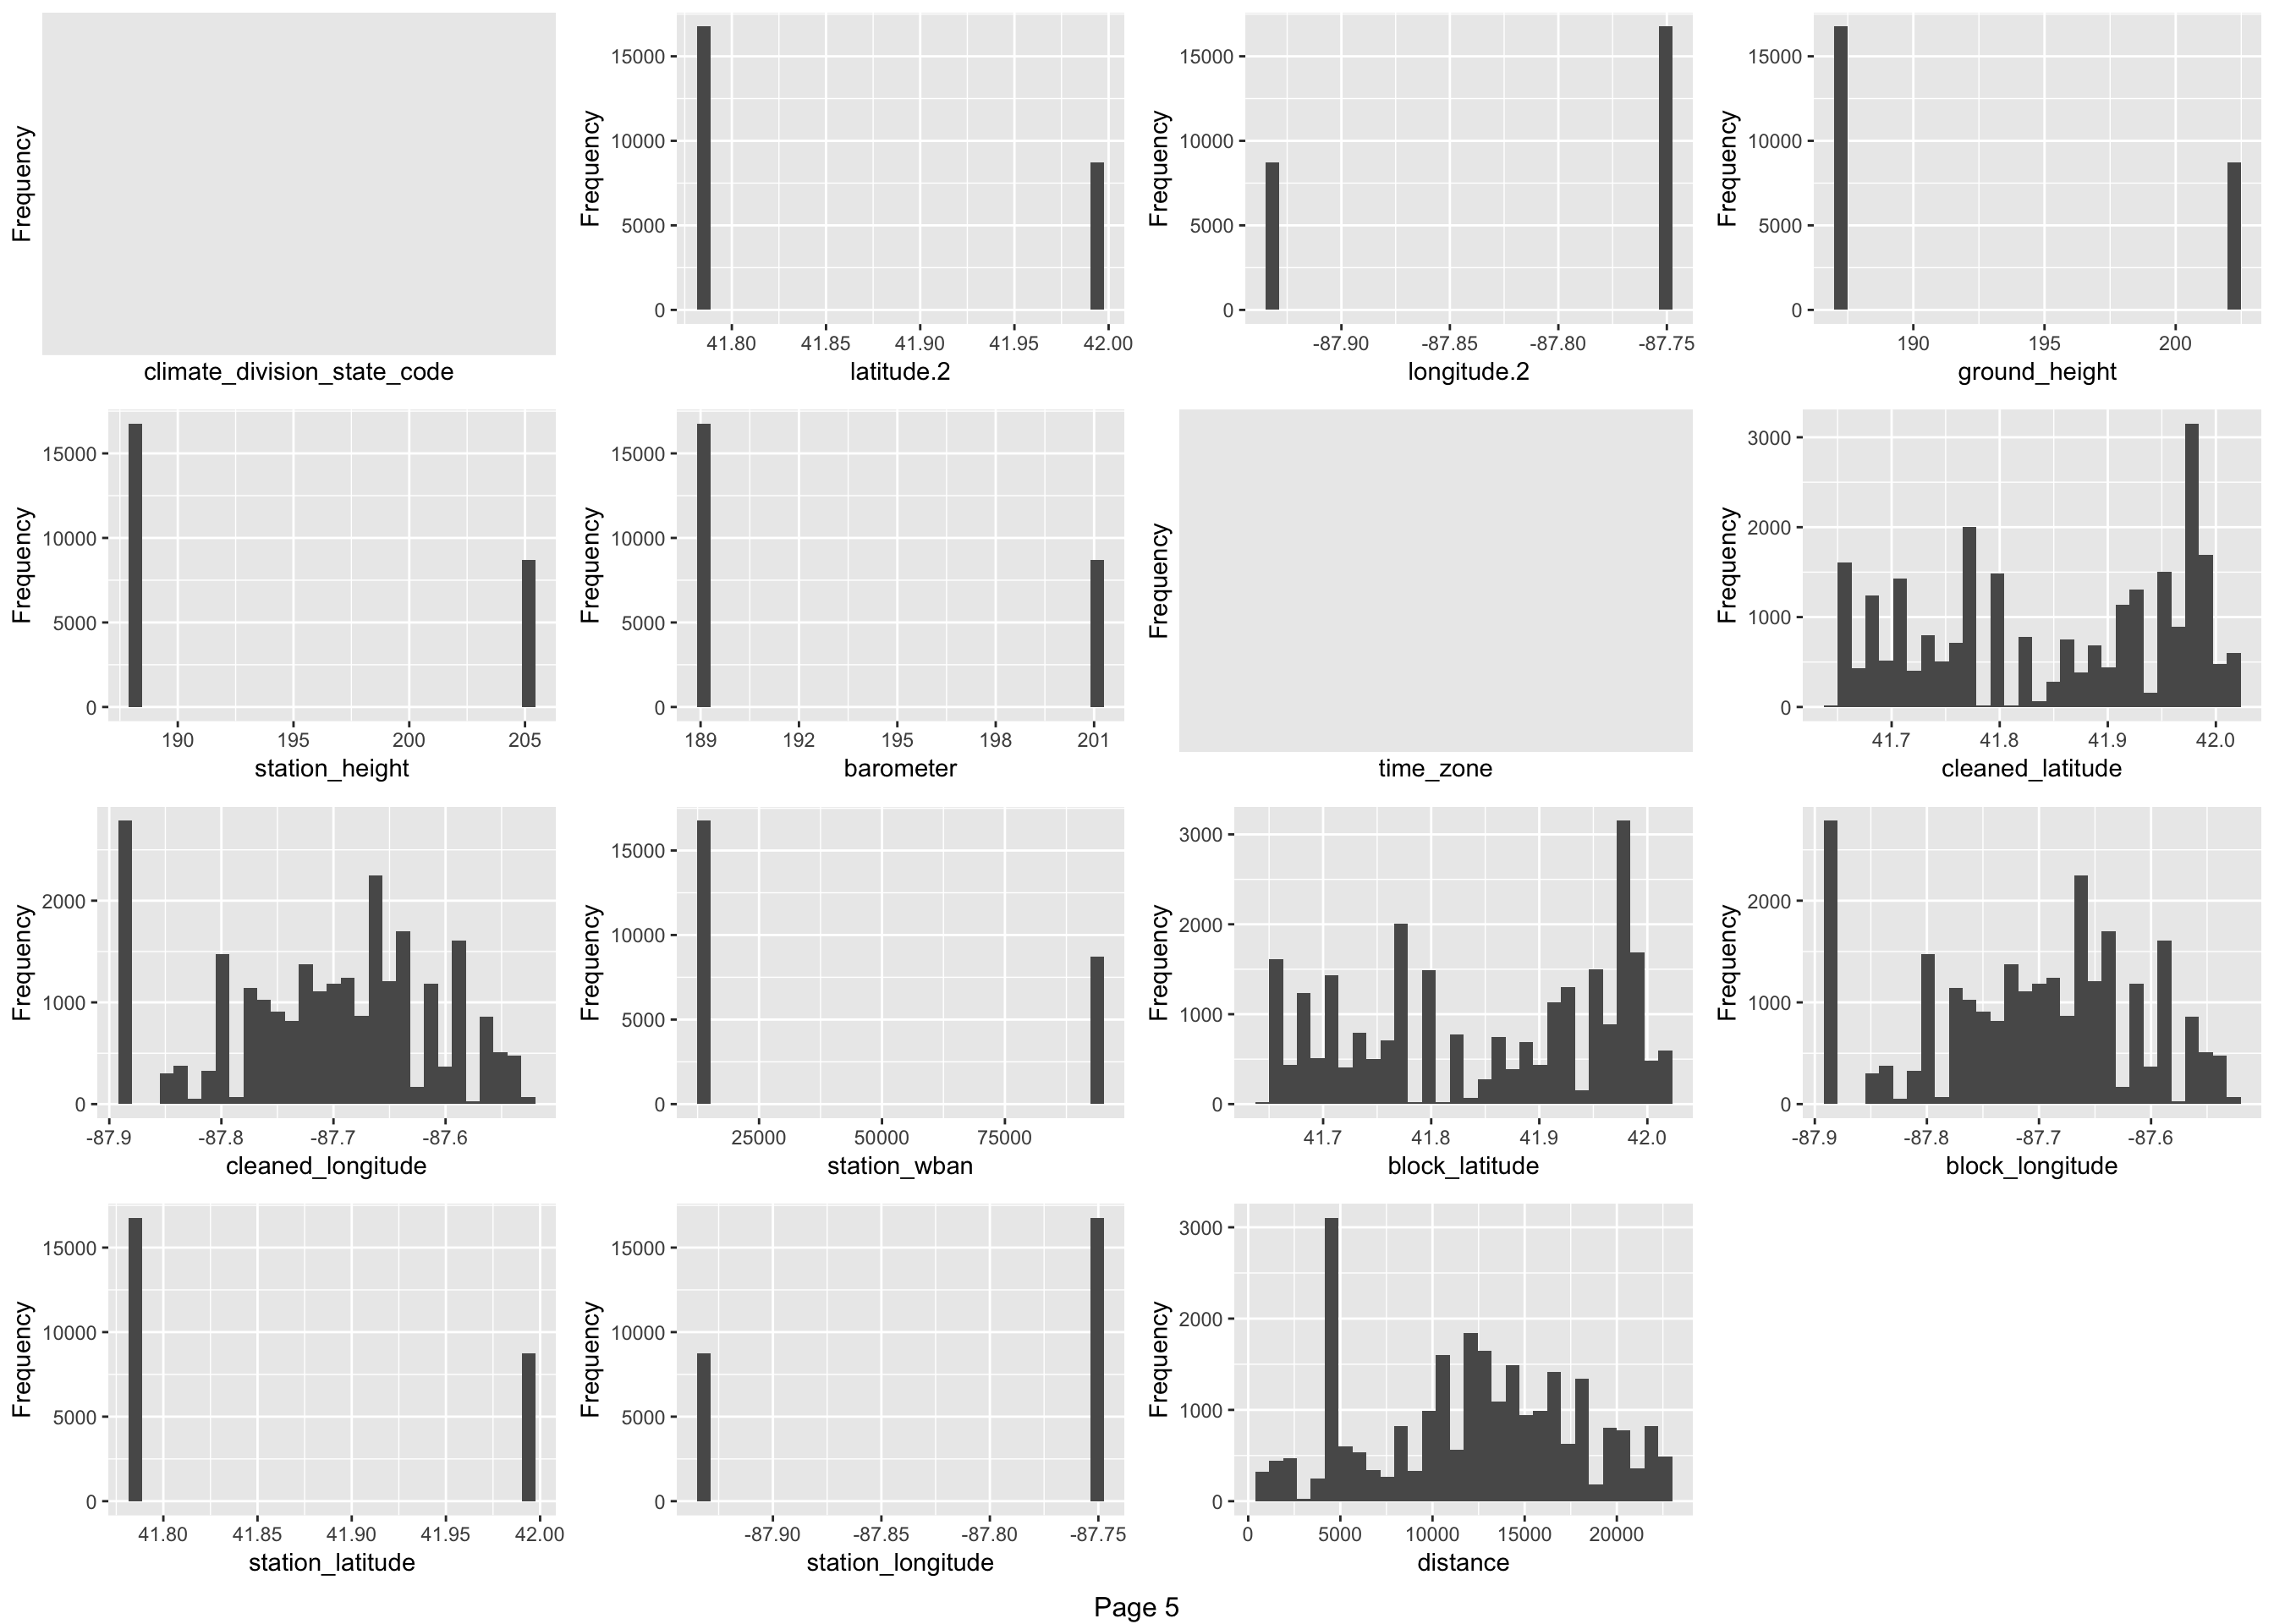 Frequency
climate_division_state_code
Frequency
15000
10000
5000
0
41.80 41.85 41.90 41.95 42.00
latitude.2
Frequency
15000
10000
5000
0
-87.90 -87.85 -87.80 -87.75
longitude.2
Frequency
15000
10000
5000
0
190 195 200
ground_height
Frequency
15000
10000
5000
0
190 195 200 205
station_height
Frequency
15000
10000
5000
0
189 192 195 198 201
barometer
Frequency
time_zone
Frequency
3000
2000
1000
0
41.7 41.8 41.9 42.0
cleaned_latitude
Frequency
2000
1000
0
-87.9 -87.8 -87.7 -87.6
cleaned_longitude
Frequency
15000
10000
5000
0
25000 50000 75000
station_wban
Frequency
3000
2000
1000
0
41.7 41.8 41.9 42.0
block_latitude
Frequency
2000
1000
0
-87.9 -87.8 -87.7 -87.6
block_longitude
Frequency
15000
10000
5000
0
41.80 41.85 41.90 41.95 42.00
station_latitude
Frequency
15000
10000
5000
0
-87.90 -87.85 -87.80 -87.75
station_longitude
Frequency
3000
2000
1000
0
0 5000 10000 15000 20000
distance
Page 5